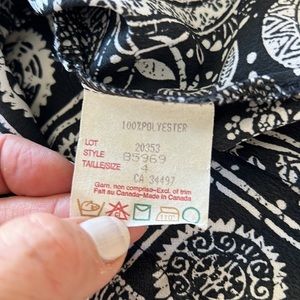 100%POLYESTER
LOT 20353
STYLE 85969
TAILLE/SIZE 4
CA 34497
Garn. non comprise-Excl. of trim
Fait au Canada-Made in Canada